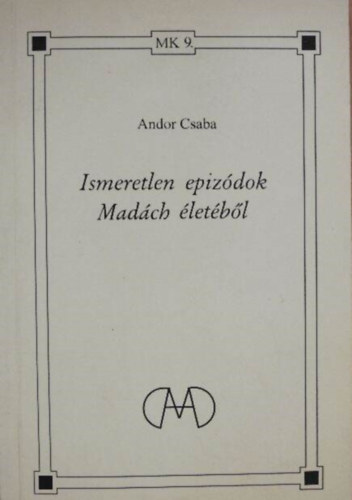 MK 9.
Andor Csaba
Ismeretlen epizódok
Madách életéből